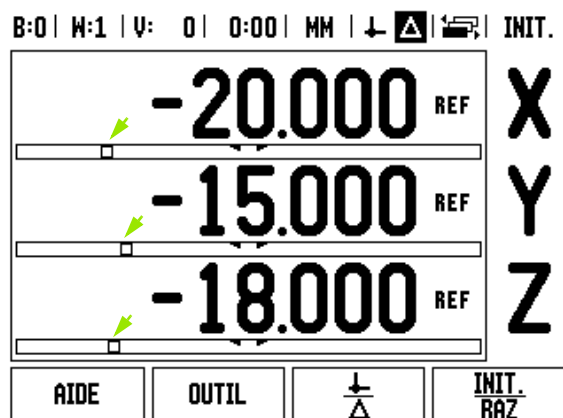 B:0 | W:1 | V: 0 | 0:00 | MM | Δ | INIT.
-20.000 REF X
-15.000 REF Y
-18.000 REF Z
AIDE OUTIL Δ INIT. RAZ